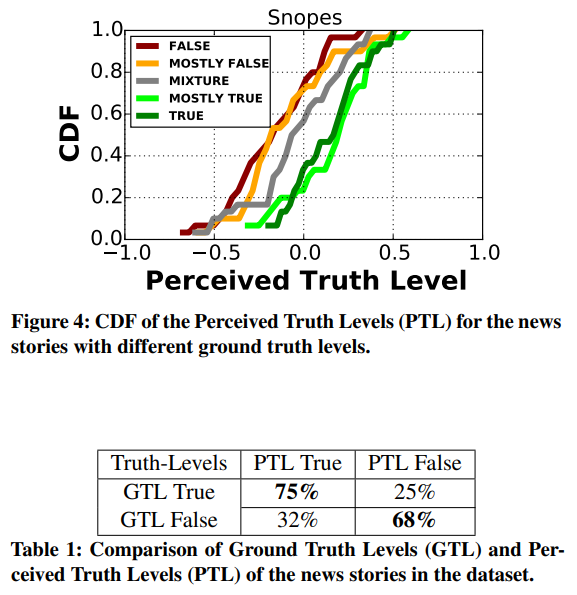 Snopes
1.0
0.8
0.6
0.4
0.2
0.0
CDF
FALSE
MOSTLY FALSE
MIXTURE
MOSTLY TRUE
TRUE
−1.0 −0.5 0.0 0.5 1.0
Perceived Truth Level
Figure 4: CDF of the Perceived Truth Levels (PTL) for the news
stories with different ground truth levels.
Truth-Levels PTL True PTL False
GTL True 75% 25%
GTL False 32% 68%
Table 1: Comparison of Ground Truth Levels (GTL) and Per-
ceived Truth Levels (PTL) of the news stories in the dataset.